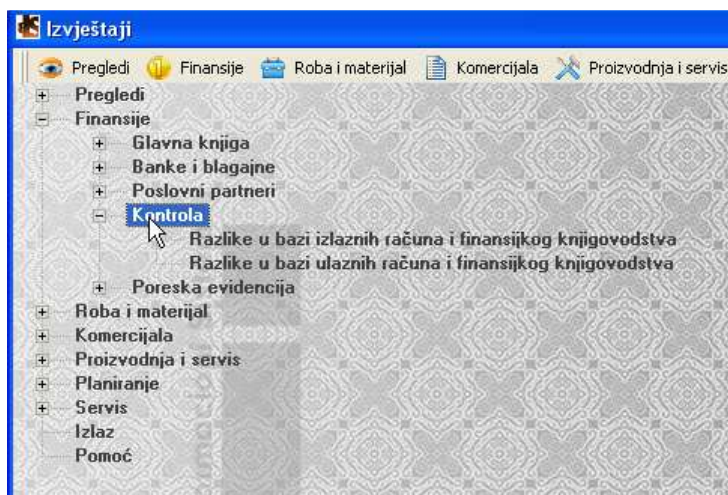 Izvještaji
Pregledi Finansije Roba i materijal Komercijala Proizvodnja i servis
Pregledi
Finansije
Glavna knjiga
Banke i blagajne
Poslovni partneri
Kontrola
Razlike u bazi izlaznih računa i finansijkog knjigovodstva
Razlike u bazi ulaznih računa i finansijkog knjigovodstva
Poreska evidencija
Roba i materijal
Komercijala
Proizvodnja i servis
Planiranje
Servis
Izlaz
Pomoć